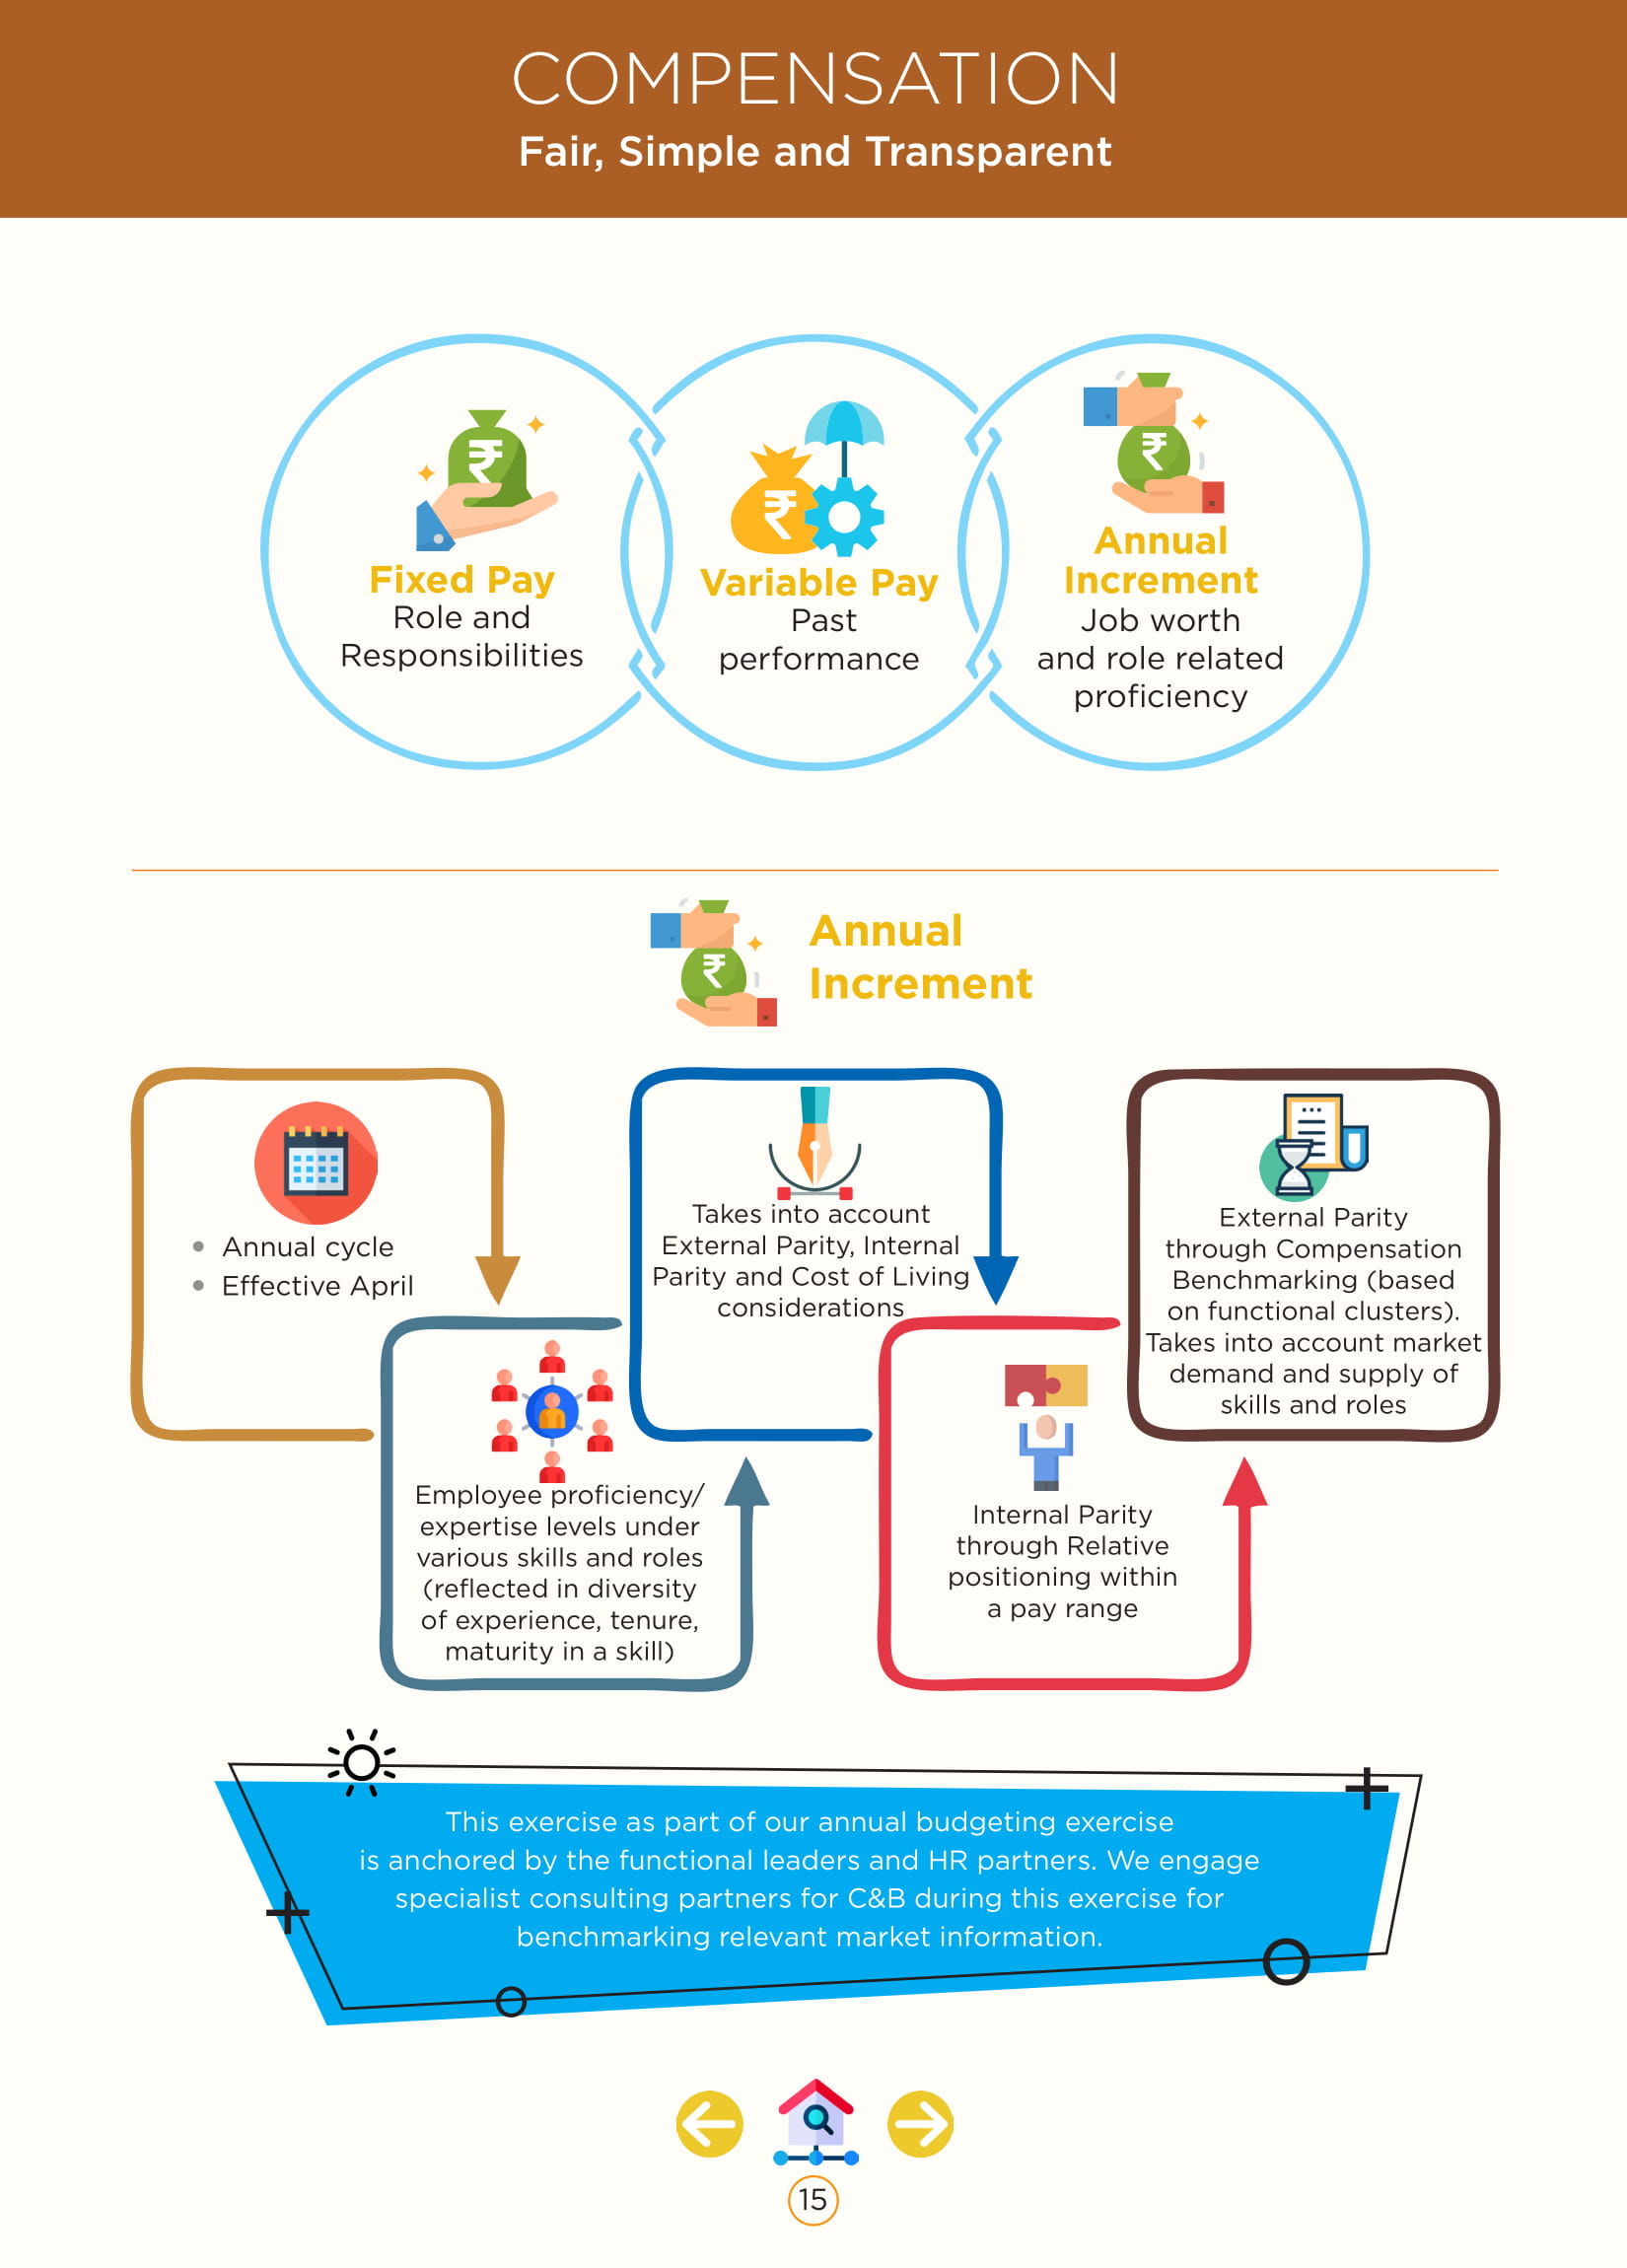 COMPENSATION
Fair, Simple and Transparent
₹
Fixed Pay
Role and
Responsibilities
₹
Variable Pay
Past
performance
₹
Annual
Increment
Job worth
and role related
proficiency
₹
Annual
Increment
• Annual cycle
• Effective April
Employee proficiency/
expertise levels under
various skills and roles
(reflected in diversity
of experience, tenure,
maturity in a skill)
Takes into account
External Parity, Internal
Parity and Cost of Living
considerations
Internal Parity
through Relative
positioning within
a pay range
External Parity
through Compensation
Benchmarking (based
on functional clusters).
Takes into account market
demand and supply of
skills and roles
This exercise as part of our annual budgeting exercise
is anchored by the functional leaders and HR partners. We engage
specialist consulting partners for C&B during this exercise for
benchmarking relevant market information.
15